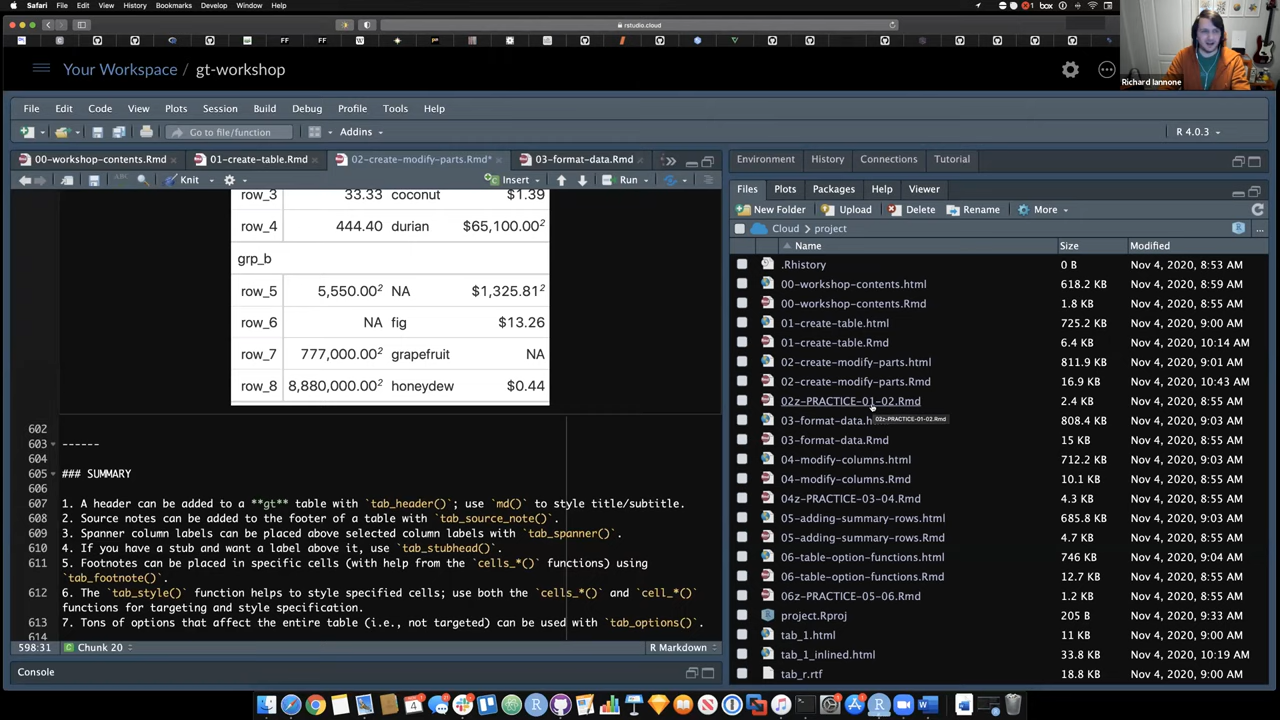 Safari File Edit View History Bookmarks Develop Window Help
box
rstudio.cloud
FF FF
Your Workspace / gt-workshop
Richard Iannone
File Edit Code View Plots Session Build Debug Profile Tools Help
Go to file/function
Addins
R 4.0.3
00-workshop-contents.Rmd 01-create-table.Rmd 02-create-modify-parts.Rmd* 03-format-data.Rmd
Knit
Insert
Run
row_3 33.33 coconut $1.39
row_4 444.40 durian $65,100.00²
grp_b
row_5 5,550.00² NA $1,325.81²
row_6 NA fig $13.26
row_7 777,000.00² grapefruit NA
row_8 8,880,000.00² honeydew $0.44
602
603 ------
604
605 ### SUMMARY
606
607 1. A header can be added to a **gt** table with `tab_header()`; use `md()` to style title/subtitle.
608 2. Source notes can be added to the footer of a table with `tab_source_note()`.
609 3. Spanner column labels can be placed above selected column labels with `tab_spanner()`.
610 4. If you have a stub and want a label above it, use `tab_stubhead()`.
611 5. Footnotes can be placed in specific cells (with help from the `cells_*()` functions) using
`tab_footnote()`.
612 6. The `tab_style()` function helps to style specified cells; use both the `cells_*()` and `cell_*()`
functions for targeting and style specification.
613 7. Tons of options that affect the entire table (i.e., not targeted) can be used with `tab_options()`.
614
598:31 Chunk 20 R Markdown
Console
Environment History Connections Tutorial
Files Plots Packages Help Viewer
New Folder Upload Delete Rename More
Cloud project
...
Name Size Modified
.Rhistory 0 B Nov 4, 2020, 8:53 AM
00-workshop-contents.html 618.2 KB Nov 4, 2020, 8:59 AM
00-workshop-contents.Rmd 1.8 KB Nov 4, 2020, 8:55 AM
01-create-table.html 725.2 KB Nov 4, 2020, 9:00 AM
01-create-table.Rmd 6.4 KB Nov 4, 2020, 10:14 AM
02-create-modify-parts.html 811.9 KB Nov 4, 2020, 9:01 AM
02-create-modify-parts.Rmd 16.9 KB Nov 4, 2020, 10:43 AM
02z-PRACTICE-01-02.Rmd 2.4 KB Nov 4, 2020, 8:55 AM
03-format-data.h 808.4 KB Nov 4, 2020, 9:03 AM
02z-PRACTICE-01-02.Rmd
03-format-data.Rmd 15 KB Nov 4, 2020, 8:55 AM
04-modify-columns.html 712.2 KB Nov 4, 2020, 9:03 AM
04-modify-columns.Rmd 10.1 KB Nov 4, 2020, 8:55 AM
04z-PRACTICE-03-04.Rmd 4.3 KB Nov 4, 2020, 8:55 AM
05-adding-summary-rows.html 685.8 KB Nov 4, 2020, 9:03 AM
05-adding-summary-rows.Rmd 4.7 KB Nov 4, 2020, 8:55 AM
06-table-option-functions.html 746 KB Nov 4, 2020, 9:04 AM
06-table-option-functions.Rmd 12.7 KB Nov 4, 2020, 8:55 AM
06z-PRACTICE-05-06.Rmd 1.2 KB Nov 4, 2020, 8:55 AM
project.Rproj 205 B Nov 4, 2020, 9:33 AM
tab_1.html 11 KB Nov 4, 2020, 9:03 AM
tab_1_inlined.html 33.8 KB Nov 4, 2020, 10:19 AM
tab_r.rtf 18.8 KB Nov 4, 2020, 9:03 AM